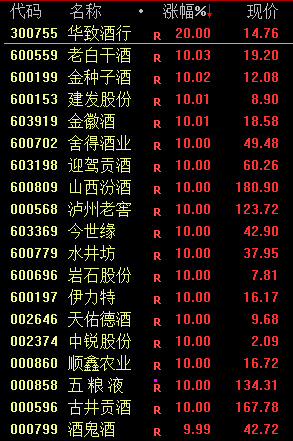 代码 名称 · 涨幅%↓ 现价
300755 华致酒行 R 20.00 14.76
600559 老白干酒 R 10.03 19.20
600199 金种子酒 R 10.02 12.08
600153 建发股份 R 10.01 8.90
603919 金徽酒 R 10.01 18.58
600702 舍得酒业 R 10.00 49.48
603198 迎驾贡酒 R 10.00 60.26
600809 山西汾酒 R 10.00 180.90
000568 泸州老窖 R 10.00 123.72
603369 今世缘 R 10.00 42.90
600779 水井坊 R 10.00 37.95
600696 岩石股份 R 10.00 7.81
600197 伊力特 R 10.00 16.17
002646 天佑德酒 R 10.00 9.68
002374 中锐股份 R 10.00 2.09
000860 顺鑫农业 R 10.00 16.72
000858 五粮液 R 10.00 134.31
000596 古井贡酒 R 10.00 167.78
000799 酒鬼酒 R 9.99 42.72